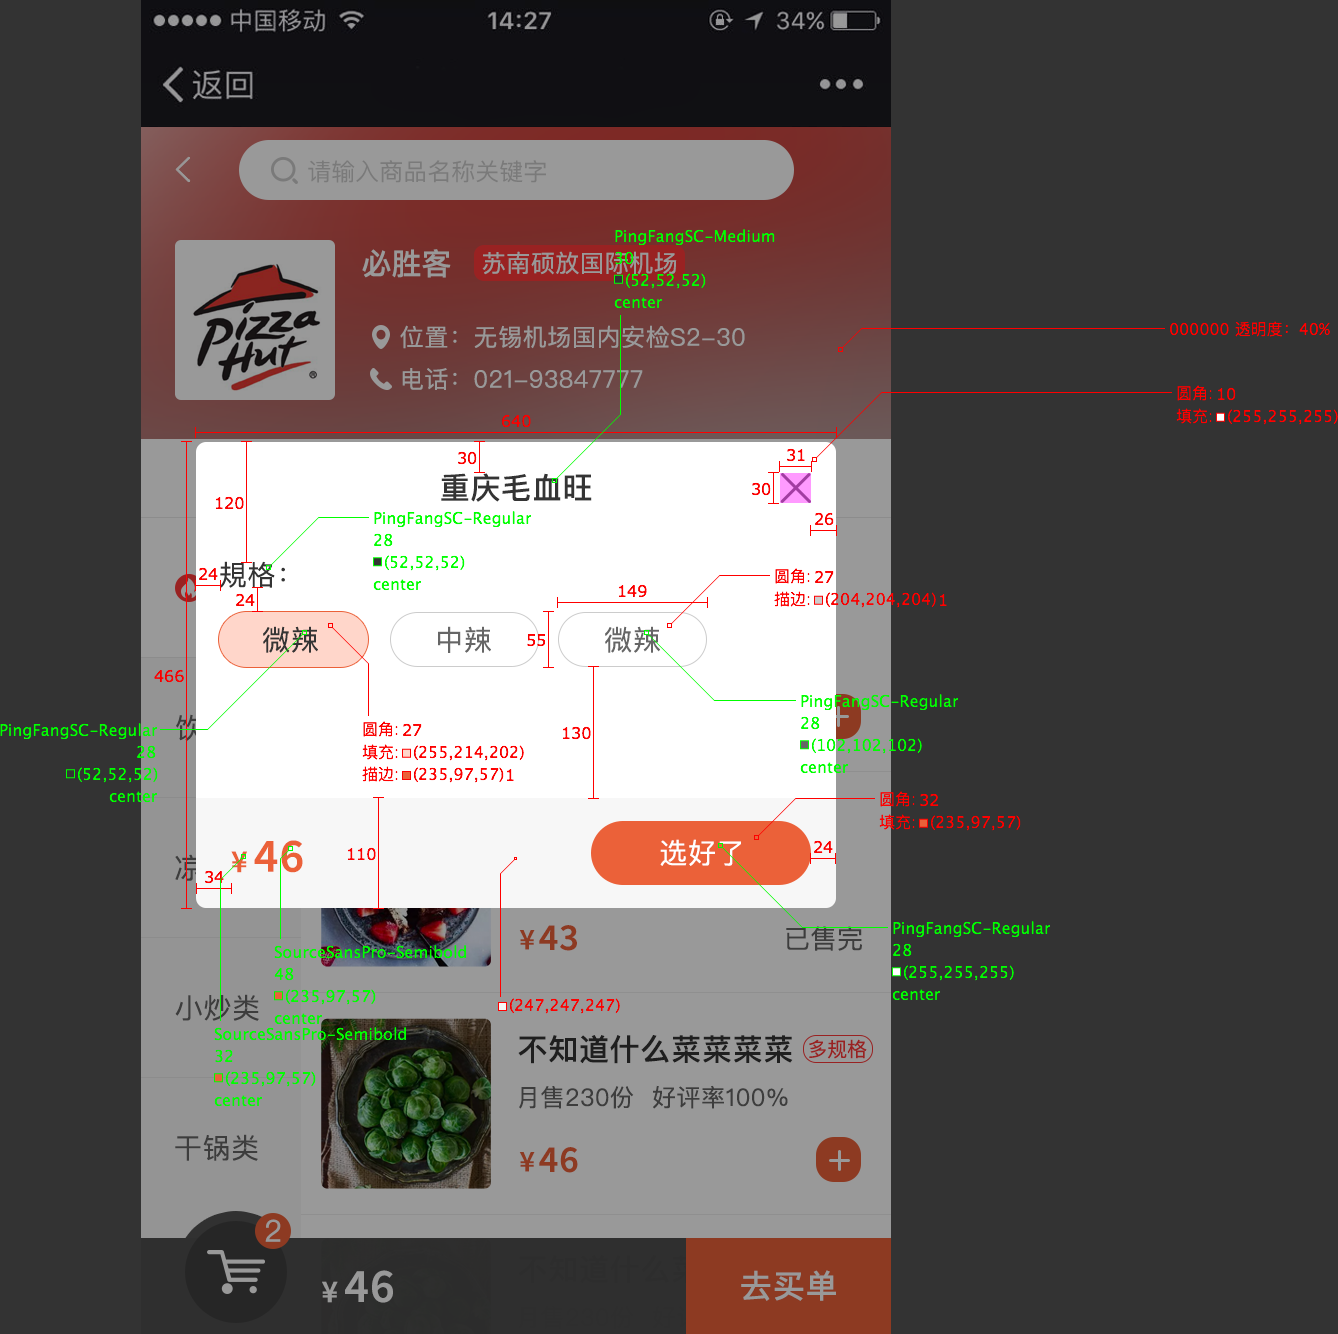 中国移动
14:27
34%
返回
请输入商品名称关键字
PingFangSC-Medium
30
(52,52,52)
center
必胜客
苏南硕放国际机场
Pizza
Hut
位置：无锡机场国内安检S2-30
电话：021-93847777
000000 透明度：40%
圆角: 10
填充: (255,255,255)
640
30
31
30
重庆毛血旺
120
26
PingFangSC-Regular
28
(52,52,52)
center
24
規格：
24
149
圆角: 27
描边: (204,204,204)1
微辣
中辣
55
微辣
466
PingFangSC-Regular
28
(52,52,52)
center
饮
圆角: 27
填充: (255,214,202)
描边: (235,97,57)1
130
PingFangSC-Regular
28
(102,102,102)
center
圆角: 32
填充: (235,97,57)
¥46
110
选好了
24
34
凉
PingFangSC-Regular
28
(255,255,255)
center
¥43
已售完
SourceSansPro-Semibold
48
(235,97,57)
center
(247,247,247)
小炒类
SourceSansPro-Semibold
32
(235,97,57)
center
不知道什么菜菜菜菜
多规格
月售230份 好评率100%
干锅类
¥46
2
¥46
去买单